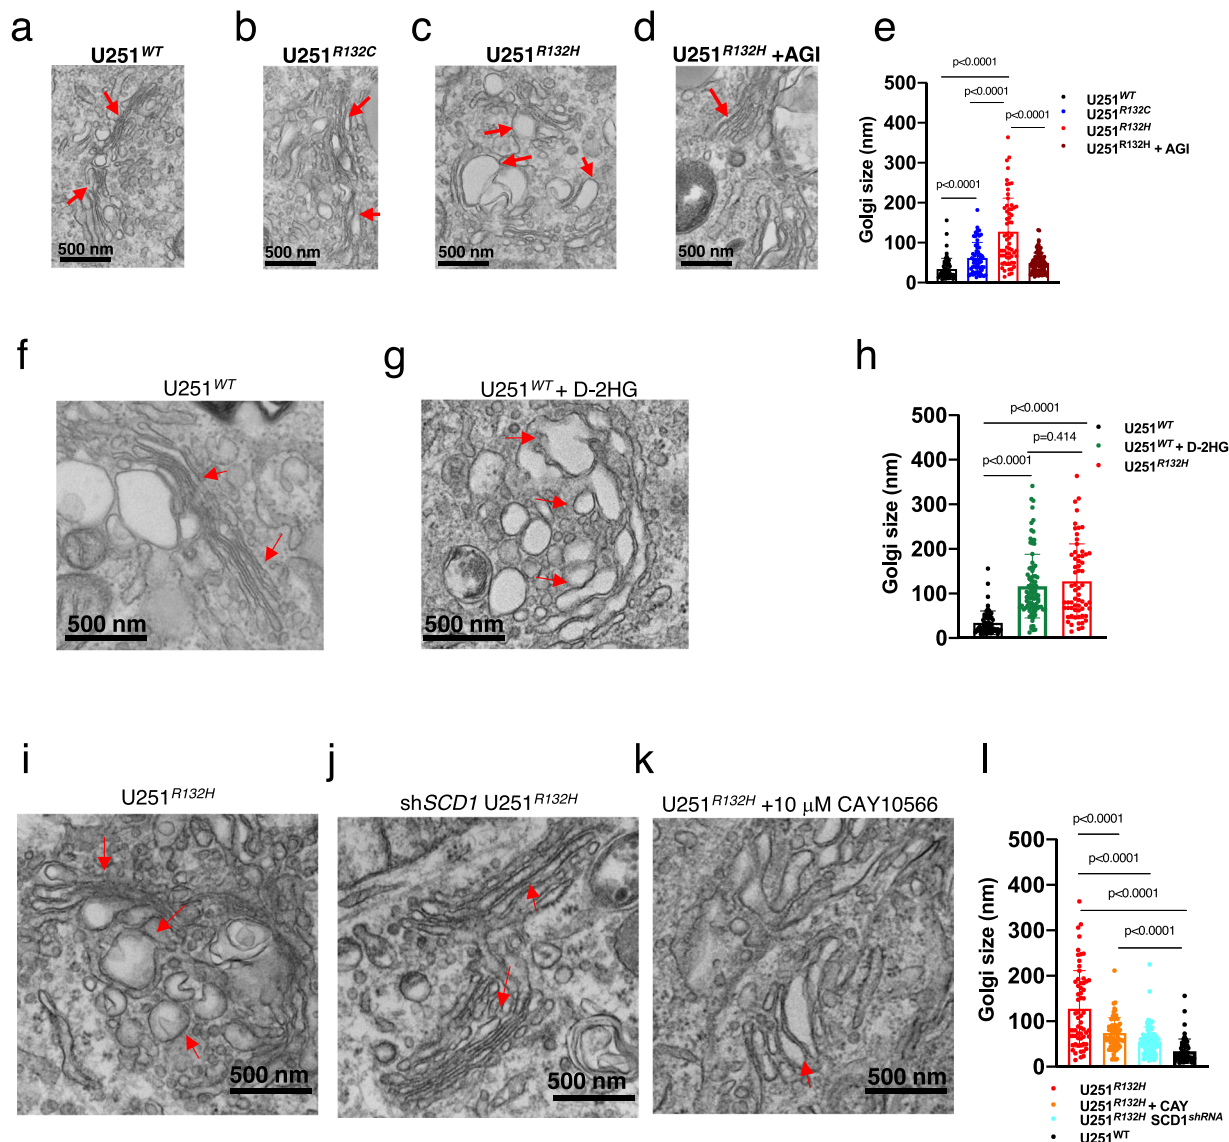 a
U251WT
500 nm
b
U251R132C
500 nm
c
U251R132H
500 nm
d
U251R132H +AGI
500 nm
e
p<0.0001
p<0.0001
p<0.0001
p<0.0001
Golgi size (nm)
500
400
300
200
100
0
U251WT
U251R132C
U251R132H
U251R132H + AGI
f
U251WT
500 nm
g
U251WT + D-2HG
500 nm
h
p<0.0001
p=0.414
p<0.0001
Golgi size (nm)
500
400
300
200
100
0
U251WT
U251WT + D-2HG
U251R132H
i
U251R132H
500 nm
j
shSCD1 U251R132H
500 nm
k
U251R132H +10 μM CAY10566
500 nm
l
p<0.0001
p<0.0001
p<0.0001
p<0.0001
Golgi size (nm)
500
400
300
200
100
0
U251R132H
U251R132H + CAY
U251R132H SCD1shRNA
U251WT